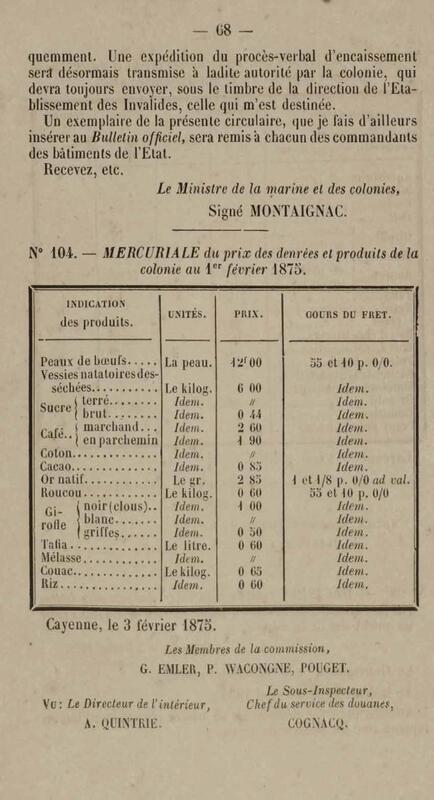 — 68 —
quemment. Une expédition du procès-verbal d'encaissement
sera désormais transmise à ladite autorité par la colonie, qui
devra toujours envoyer, sous le timbre de la direction de l'Eta-
blissement des Invalides, celle qui m'est destinée.
Un exemplaire de la présente circulaire, que je fais d'ailleurs
insérer au Bulletin officiel, sera remis à chacun des commandants
des bâtiments de l'Etat.
Recevez, etc.
Le Ministre de la marine et des colonies,
Signé MONTAIGNAC.
N° 104. — MERCURIALE du prix des denrées et produits de la
colonie au 1er février 1875.
INDICATION des produits. UNITÉS. PRIX. COURS DU FRET.
Peaux de bœufs..... La peau. 12f 00 55 et 10 p. 0/0.
Vessies natatoires des-
séchées........... Le kilog. 6 00 Idem.
Sucre { terré....... Idem. // Idem.
brut........ Idem. 0 44 Idem.
Café.. { marchand... Idem. 2 60 Idem.
en parchemin Idem. 1 90 Idem.
Coton.............. Idem. // Idem.
Cacao.............. Idem. 0 85 Idem.
Or natif............ Le gr. 2 85 1 et 1/8 p. 0/0 ad val.
Roucou............. Le kilog. 0 60 55 et 10 p. 0/0
Gi-rofle { noir (clous).. Idem. 1 00 Idem.
blanc....... Idem. // Idem.
griffes...... Idem. 0 50 Idem.
Tafia.............. Le litre. 0 60 Idem.
Mélasse............ Idem. // Idem.
Couac.............. Le kilog. 0 65 Idem.
Riz................ Idem. 0 60 Idem.
Cayenne, le 3 février 1875.
Les Membres de la commission,
G. EMLER, P. WACONGNE, POUGET.
Le Sous-Inspecteur,
Vu : Le Directeur de l'intérieur, Chef du service des douanes,
A. QUINTRIE. COGNACQ.